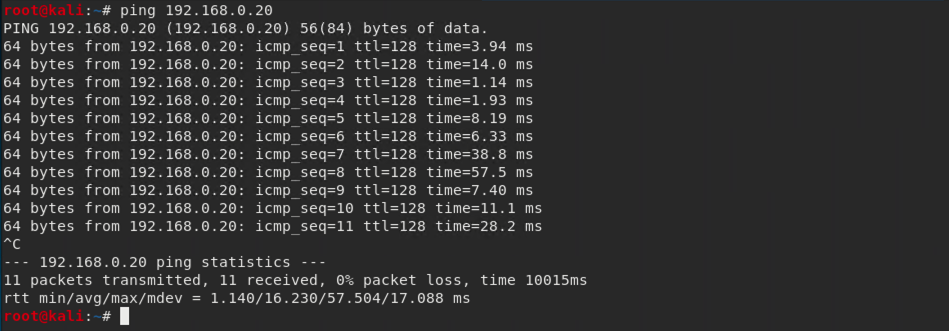 root@kali:~# ping 192.168.0.20
PING 192.168.0.20 (192.168.0.20) 56(84) bytes of data.
64 bytes from 192.168.0.20: icmp_seq=1 ttl=128 time=3.94 ms
64 bytes from 192.168.0.20: icmp_seq=2 ttl=128 time=14.0 ms
64 bytes from 192.168.0.20: icmp_seq=3 ttl=128 time=1.14 ms
64 bytes from 192.168.0.20: icmp_seq=4 ttl=128 time=1.93 ms
64 bytes from 192.168.0.20: icmp_seq=5 ttl=128 time=8.19 ms
64 bytes from 192.168.0.20: icmp_seq=6 ttl=128 time=6.33 ms
64 bytes from 192.168.0.20: icmp_seq=7 ttl=128 time=38.8 ms
64 bytes from 192.168.0.20: icmp_seq=8 ttl=128 time=57.5 ms
64 bytes from 192.168.0.20: icmp_seq=9 ttl=128 time=7.40 ms
64 bytes from 192.168.0.20: icmp_seq=10 ttl=128 time=11.1 ms
64 bytes from 192.168.0.20: icmp_seq=11 ttl=128 time=28.2 ms
^C
--- 192.168.0.20 ping statistics ---
11 packets transmitted, 11 received, 0% packet loss, time 10015ms
rtt min/avg/max/mdev = 1.140/16.230/57.504/17.088 ms
root@kali:~#